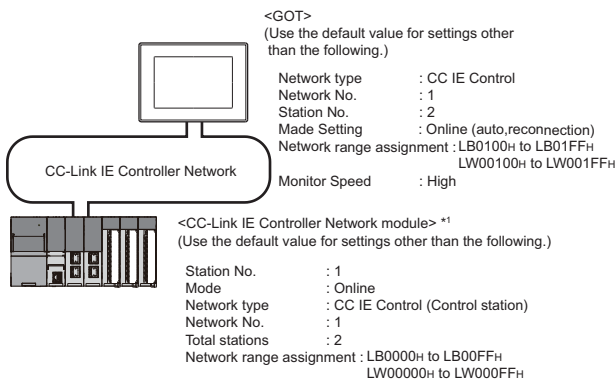 <GOT>
(Use the default value for settings other
than the following.)
Network type : CC IE Control
Network No. : 1
Station No. : 2
Made Setting : Online (auto,reconnection)
Network range assignment : LB0100H to LB01FFH
LW00100H to LW001FFH
Monitor Speed : High
CC-Link IE Controller Network
<CC-Link IE Controller Network module> *1
(Use the default value for settings other than the following.)
Station No. : 1
Mode : Online
Network type : CC IE Control (Control station)
Network No. : 1
Total stations : 2
Network range assignment : LB0000H to LB00FFH
LW00000H to LW000FFH